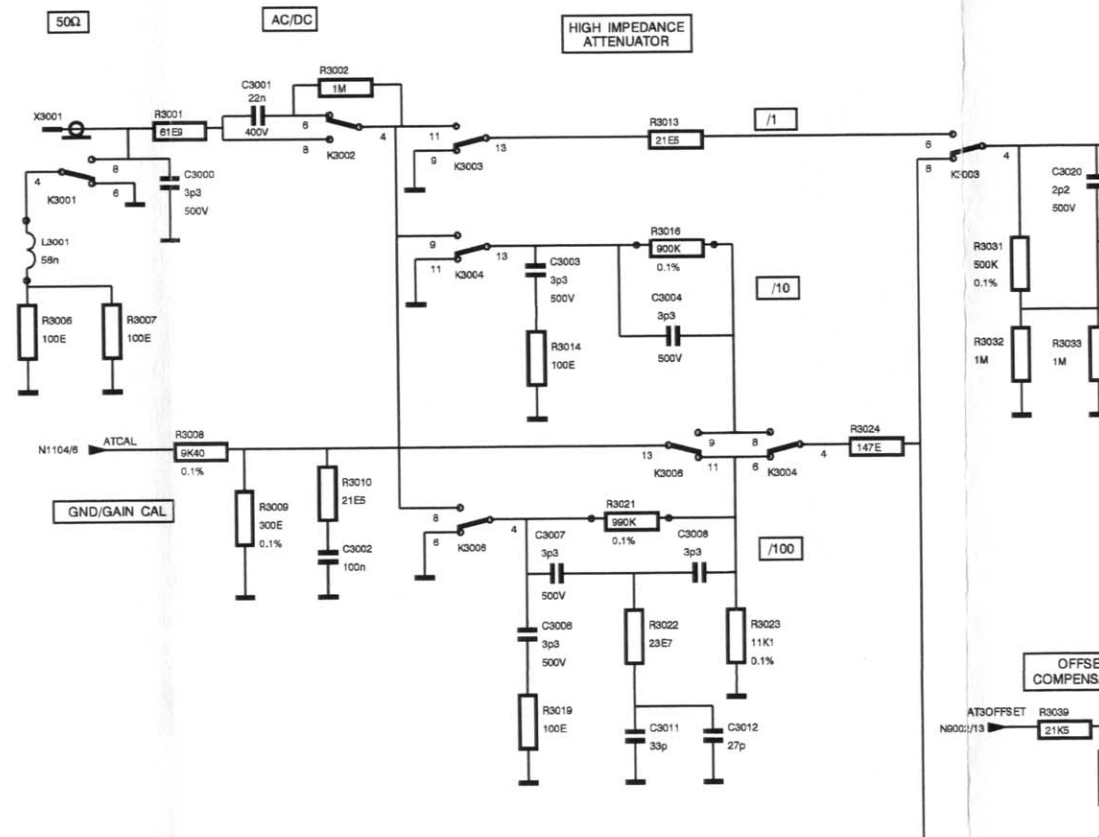 50Ω
AC/DC
HIGH IMPEDANCE
ATTENUATOR
X3001
R3001
61E9
C3001
22n
400V
R3002
1M
6
8
4
K3002
11
9
13
K3003
R3013
21E5
/1
6
8
4
K3003
C3020
2p2
500V
4
8
6
K3001
C3000
3p3
500V
L3001
56n
R3006
100E
R3007
100E
9
11
13
K3004
C3003
3p3
500V
R3014
100E
R3016
900K
0.1%
C3004
3p3
500V
/10
R3031
500K
0.1%
R3032
1M
R3033
1M
N1104/6
ATCAL
R3008
9K40
0.1%
GND/GAIN CAL
R3009
300E
0.1%
R3010
21E5
C3002
100n
13
9
11
K3006
8
6
4
K3004
R3024
147E
8
6
4
K3006
R3021
990K
0.1%
C3007
3p3
500V
C3008
3p3
/100
C3006
3p3
500V
R3019
100E
R3022
23E7
C3011
33p
C3012
27p
R3023
11K1
0.1%
OFFSE
COMPENS
AT3OFFSET
N9002/13
R3039
21K5